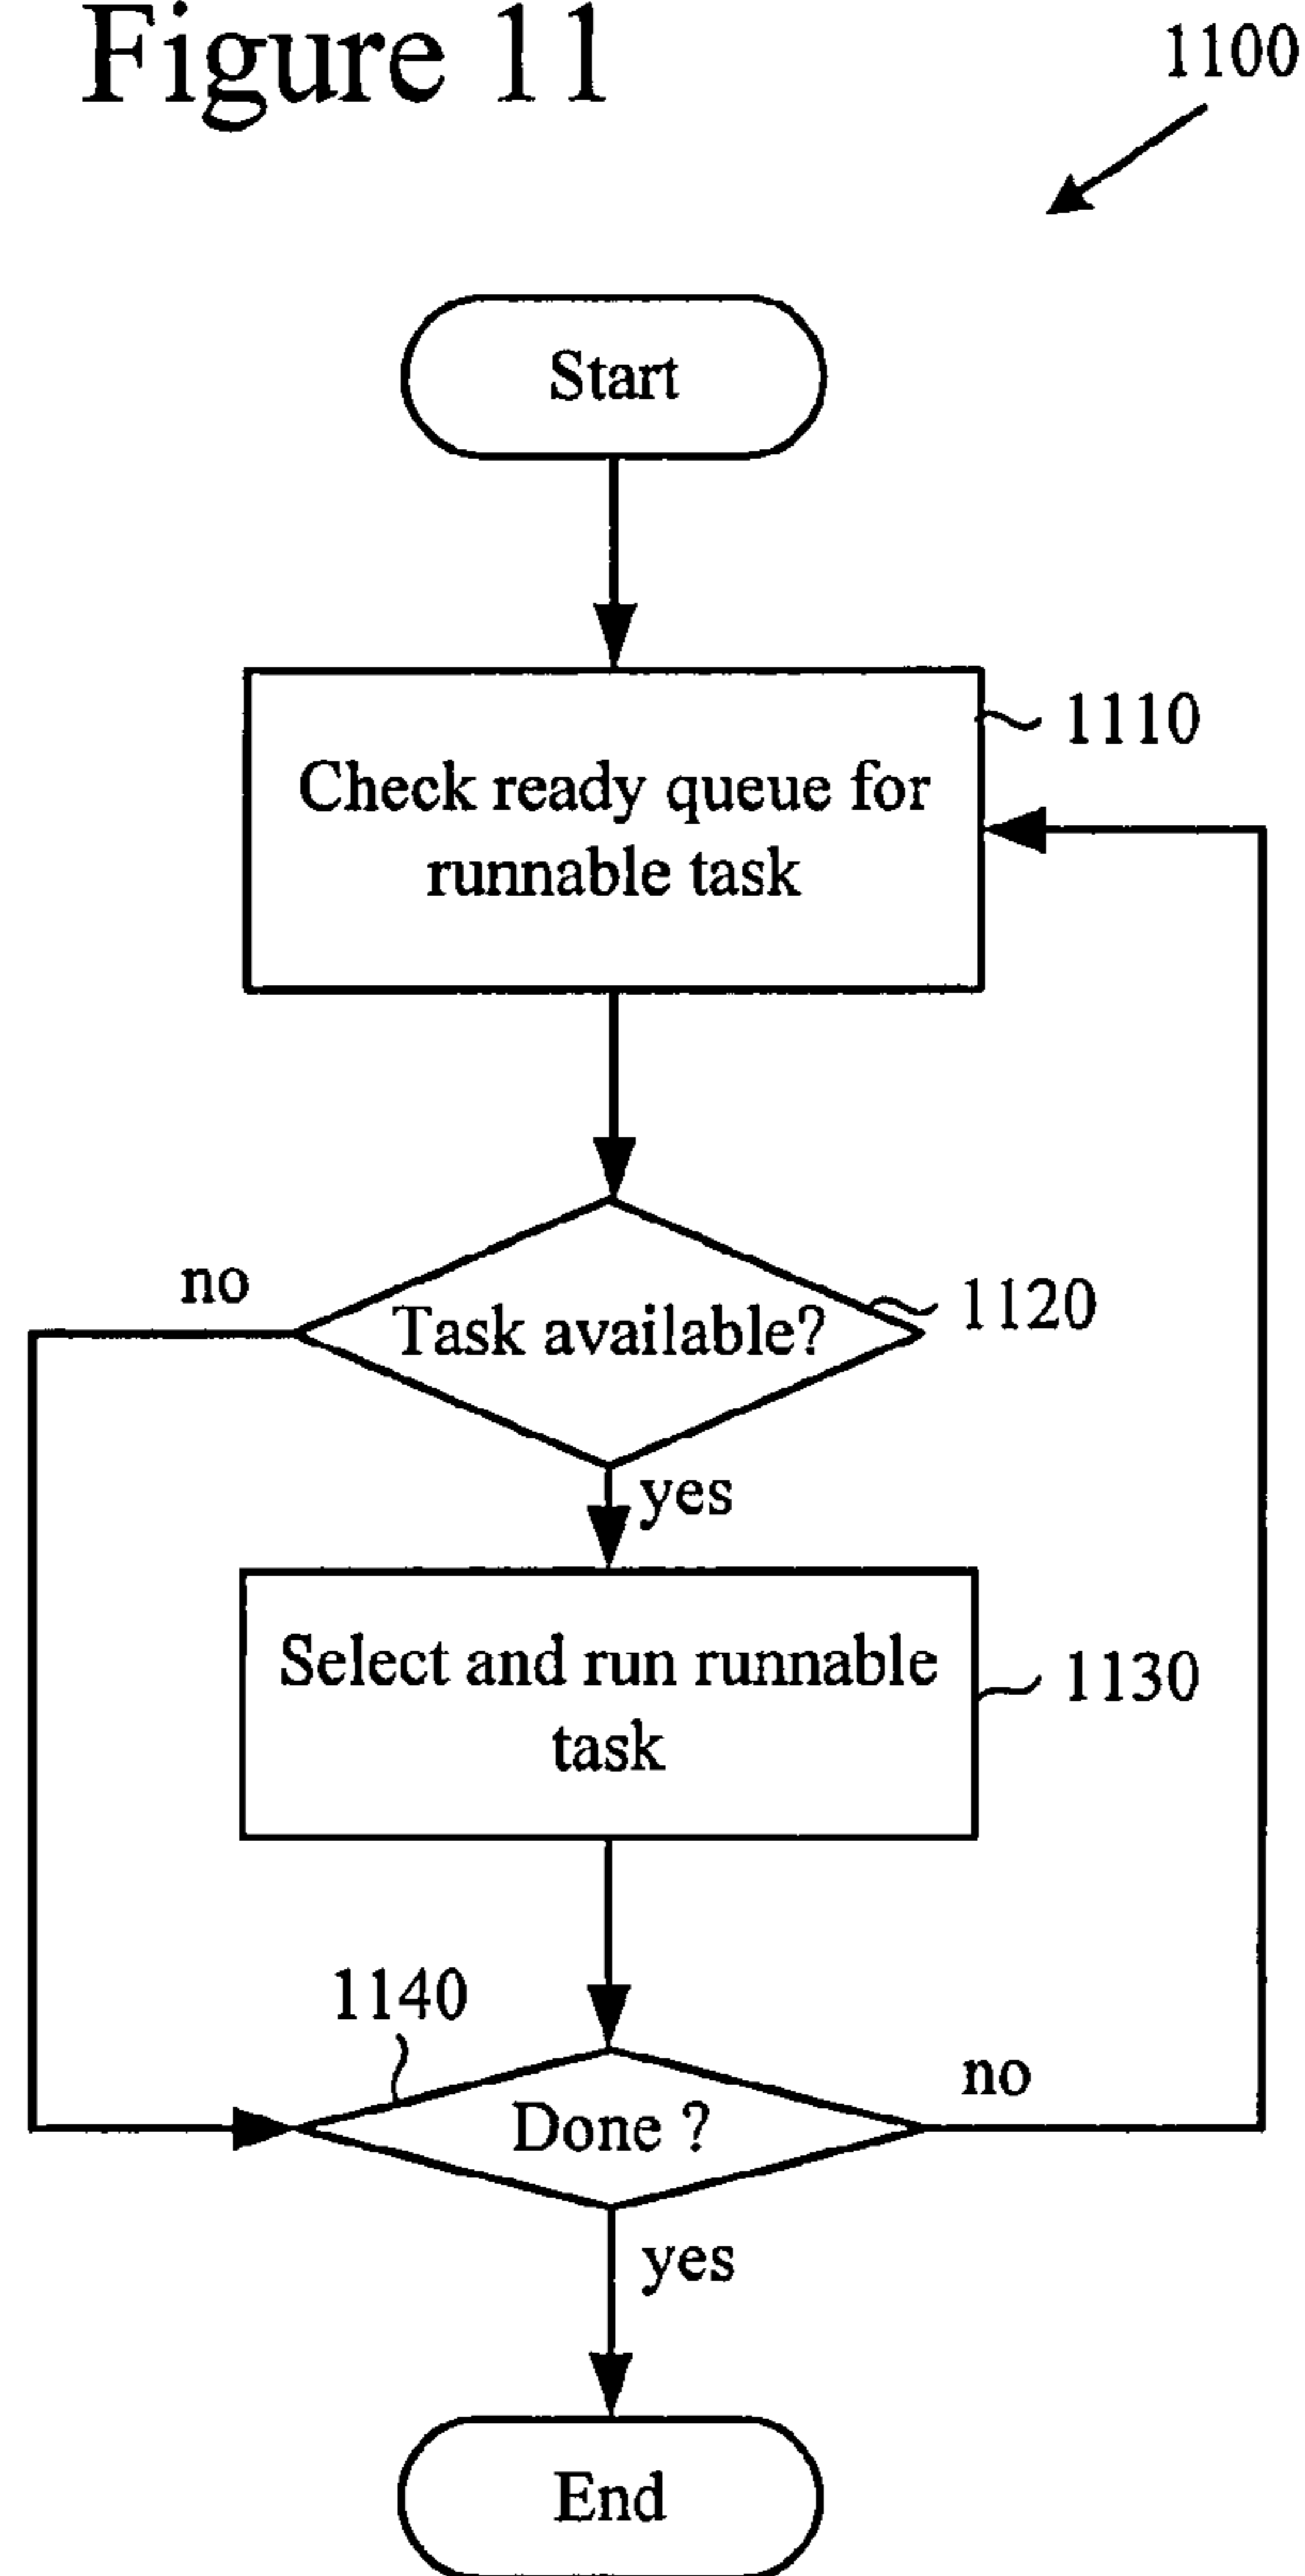 Figure 11
1100
Start
Check ready queue for
runnable task
1110
no
Task available?
1120
yes
Select and run runnable
task
1130
1140
Done ?
no
yes
End